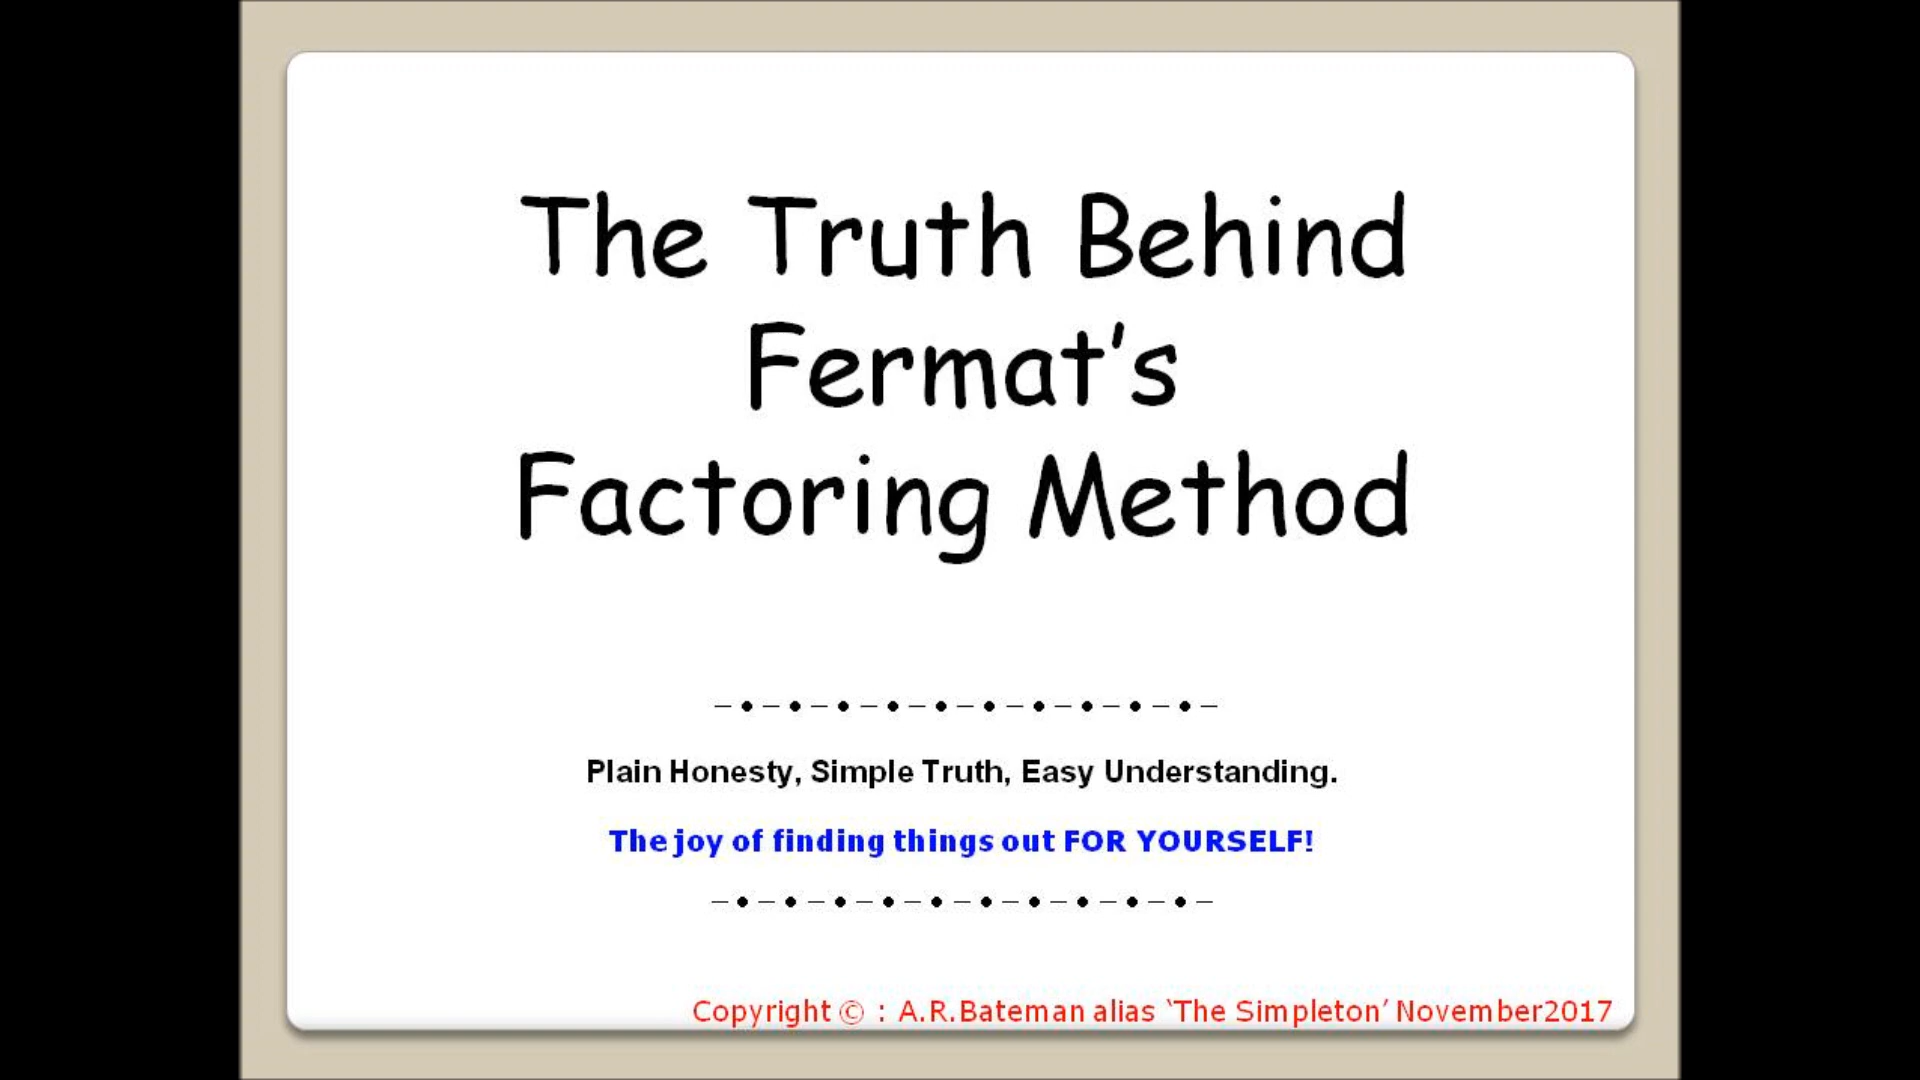 The Truth Behind
Fermat’s
Factoring Method
Plain Honesty, Simple Truth, Easy Understanding.
The joy of finding things out FOR YOURSELF!
Copyright © : A.R.Bateman alias ‘The Simpleton’ November2017